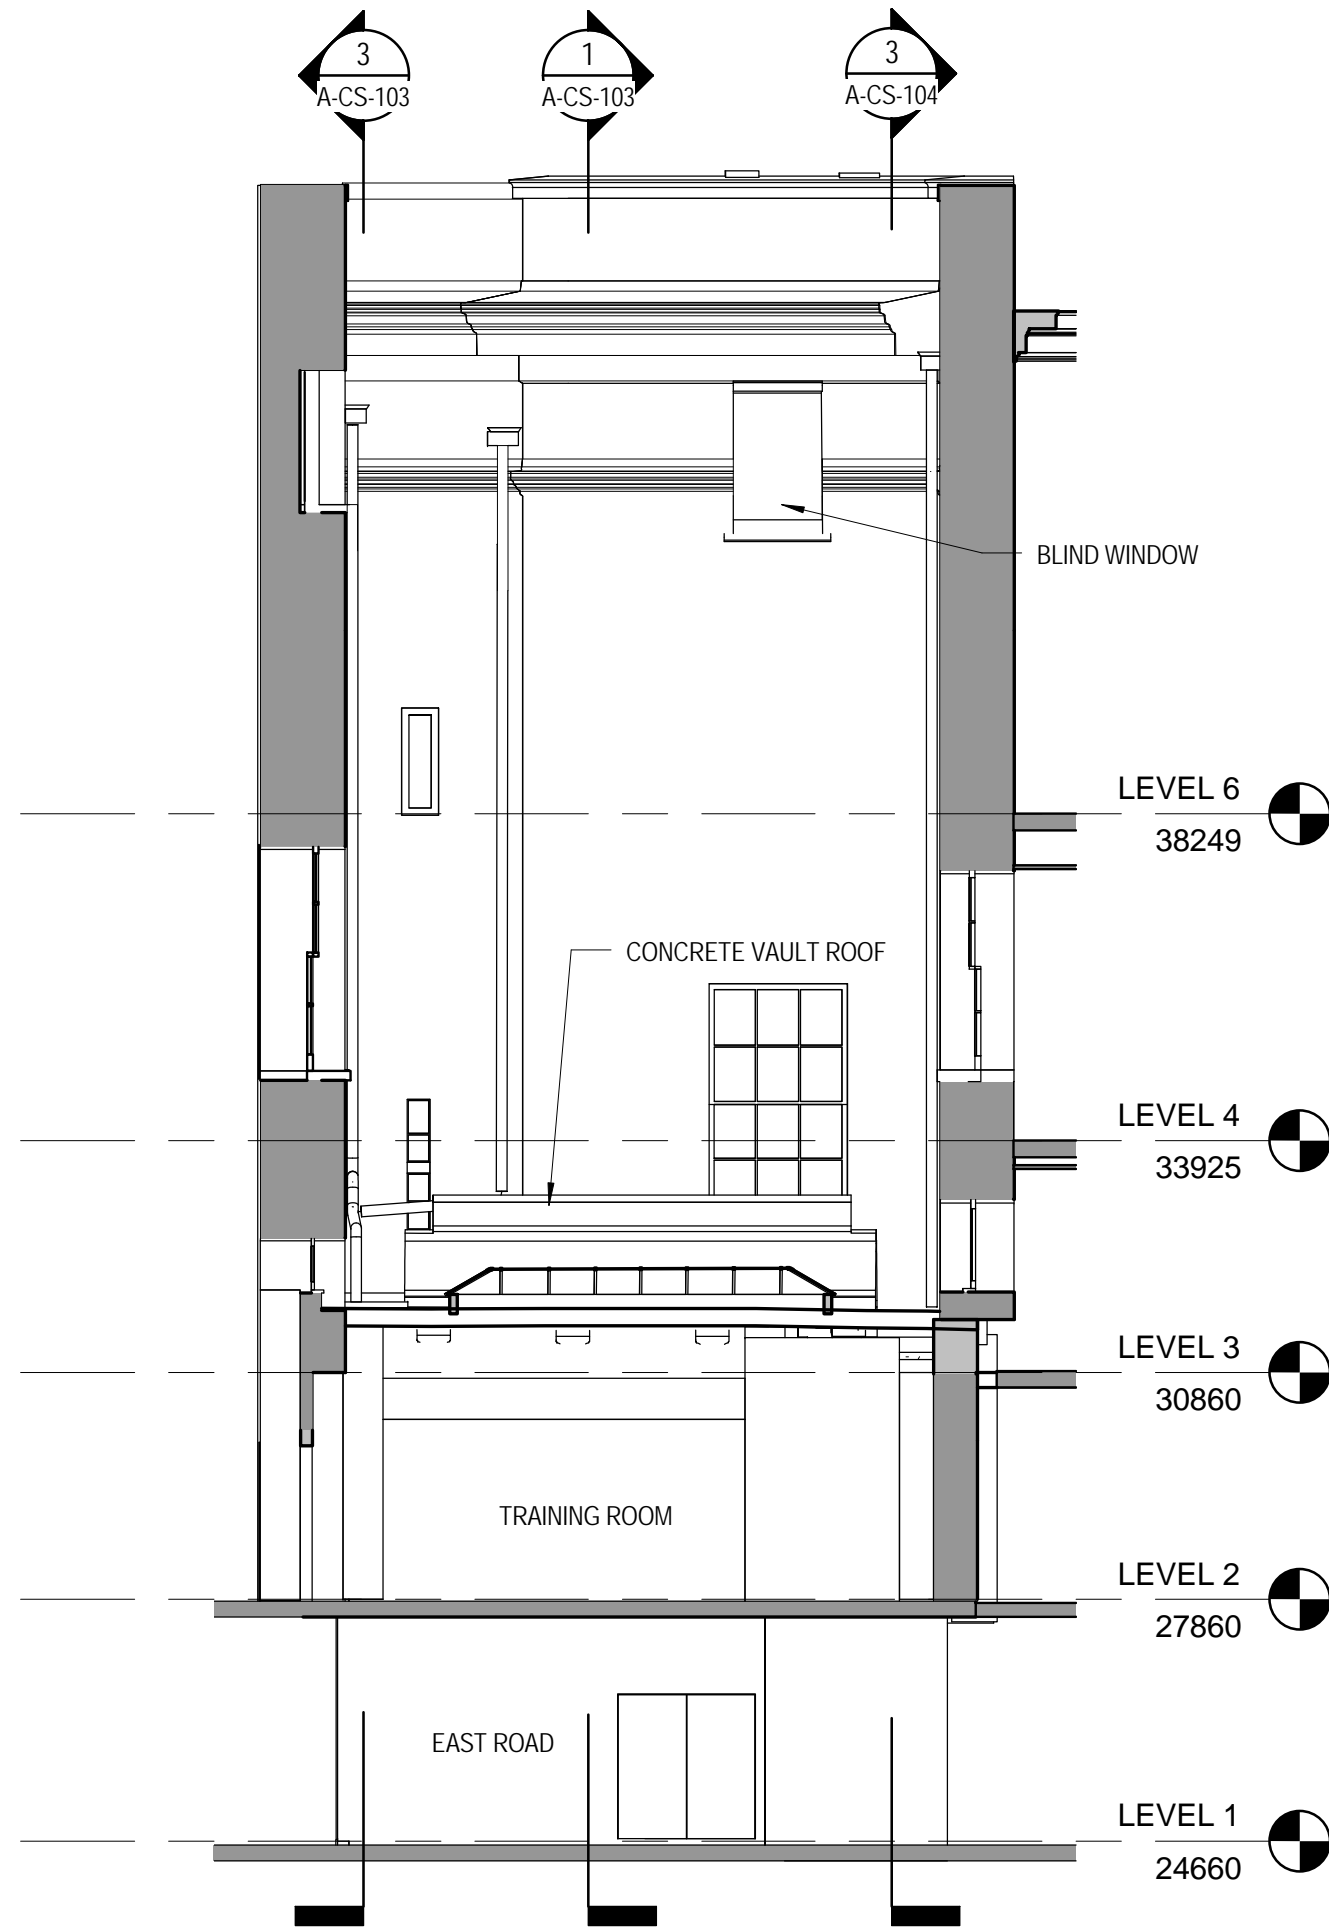 3
A-CS-103
1
A-CS-103
3
A-CS-104
BLIND WINDOW
LEVEL 6
38249
CONCRETE VAULT ROOF
LEVEL 4
33925
LEVEL 3
30860
TRAINING ROOM
LEVEL 2
27860
EAST ROAD
LEVEL 1
24660